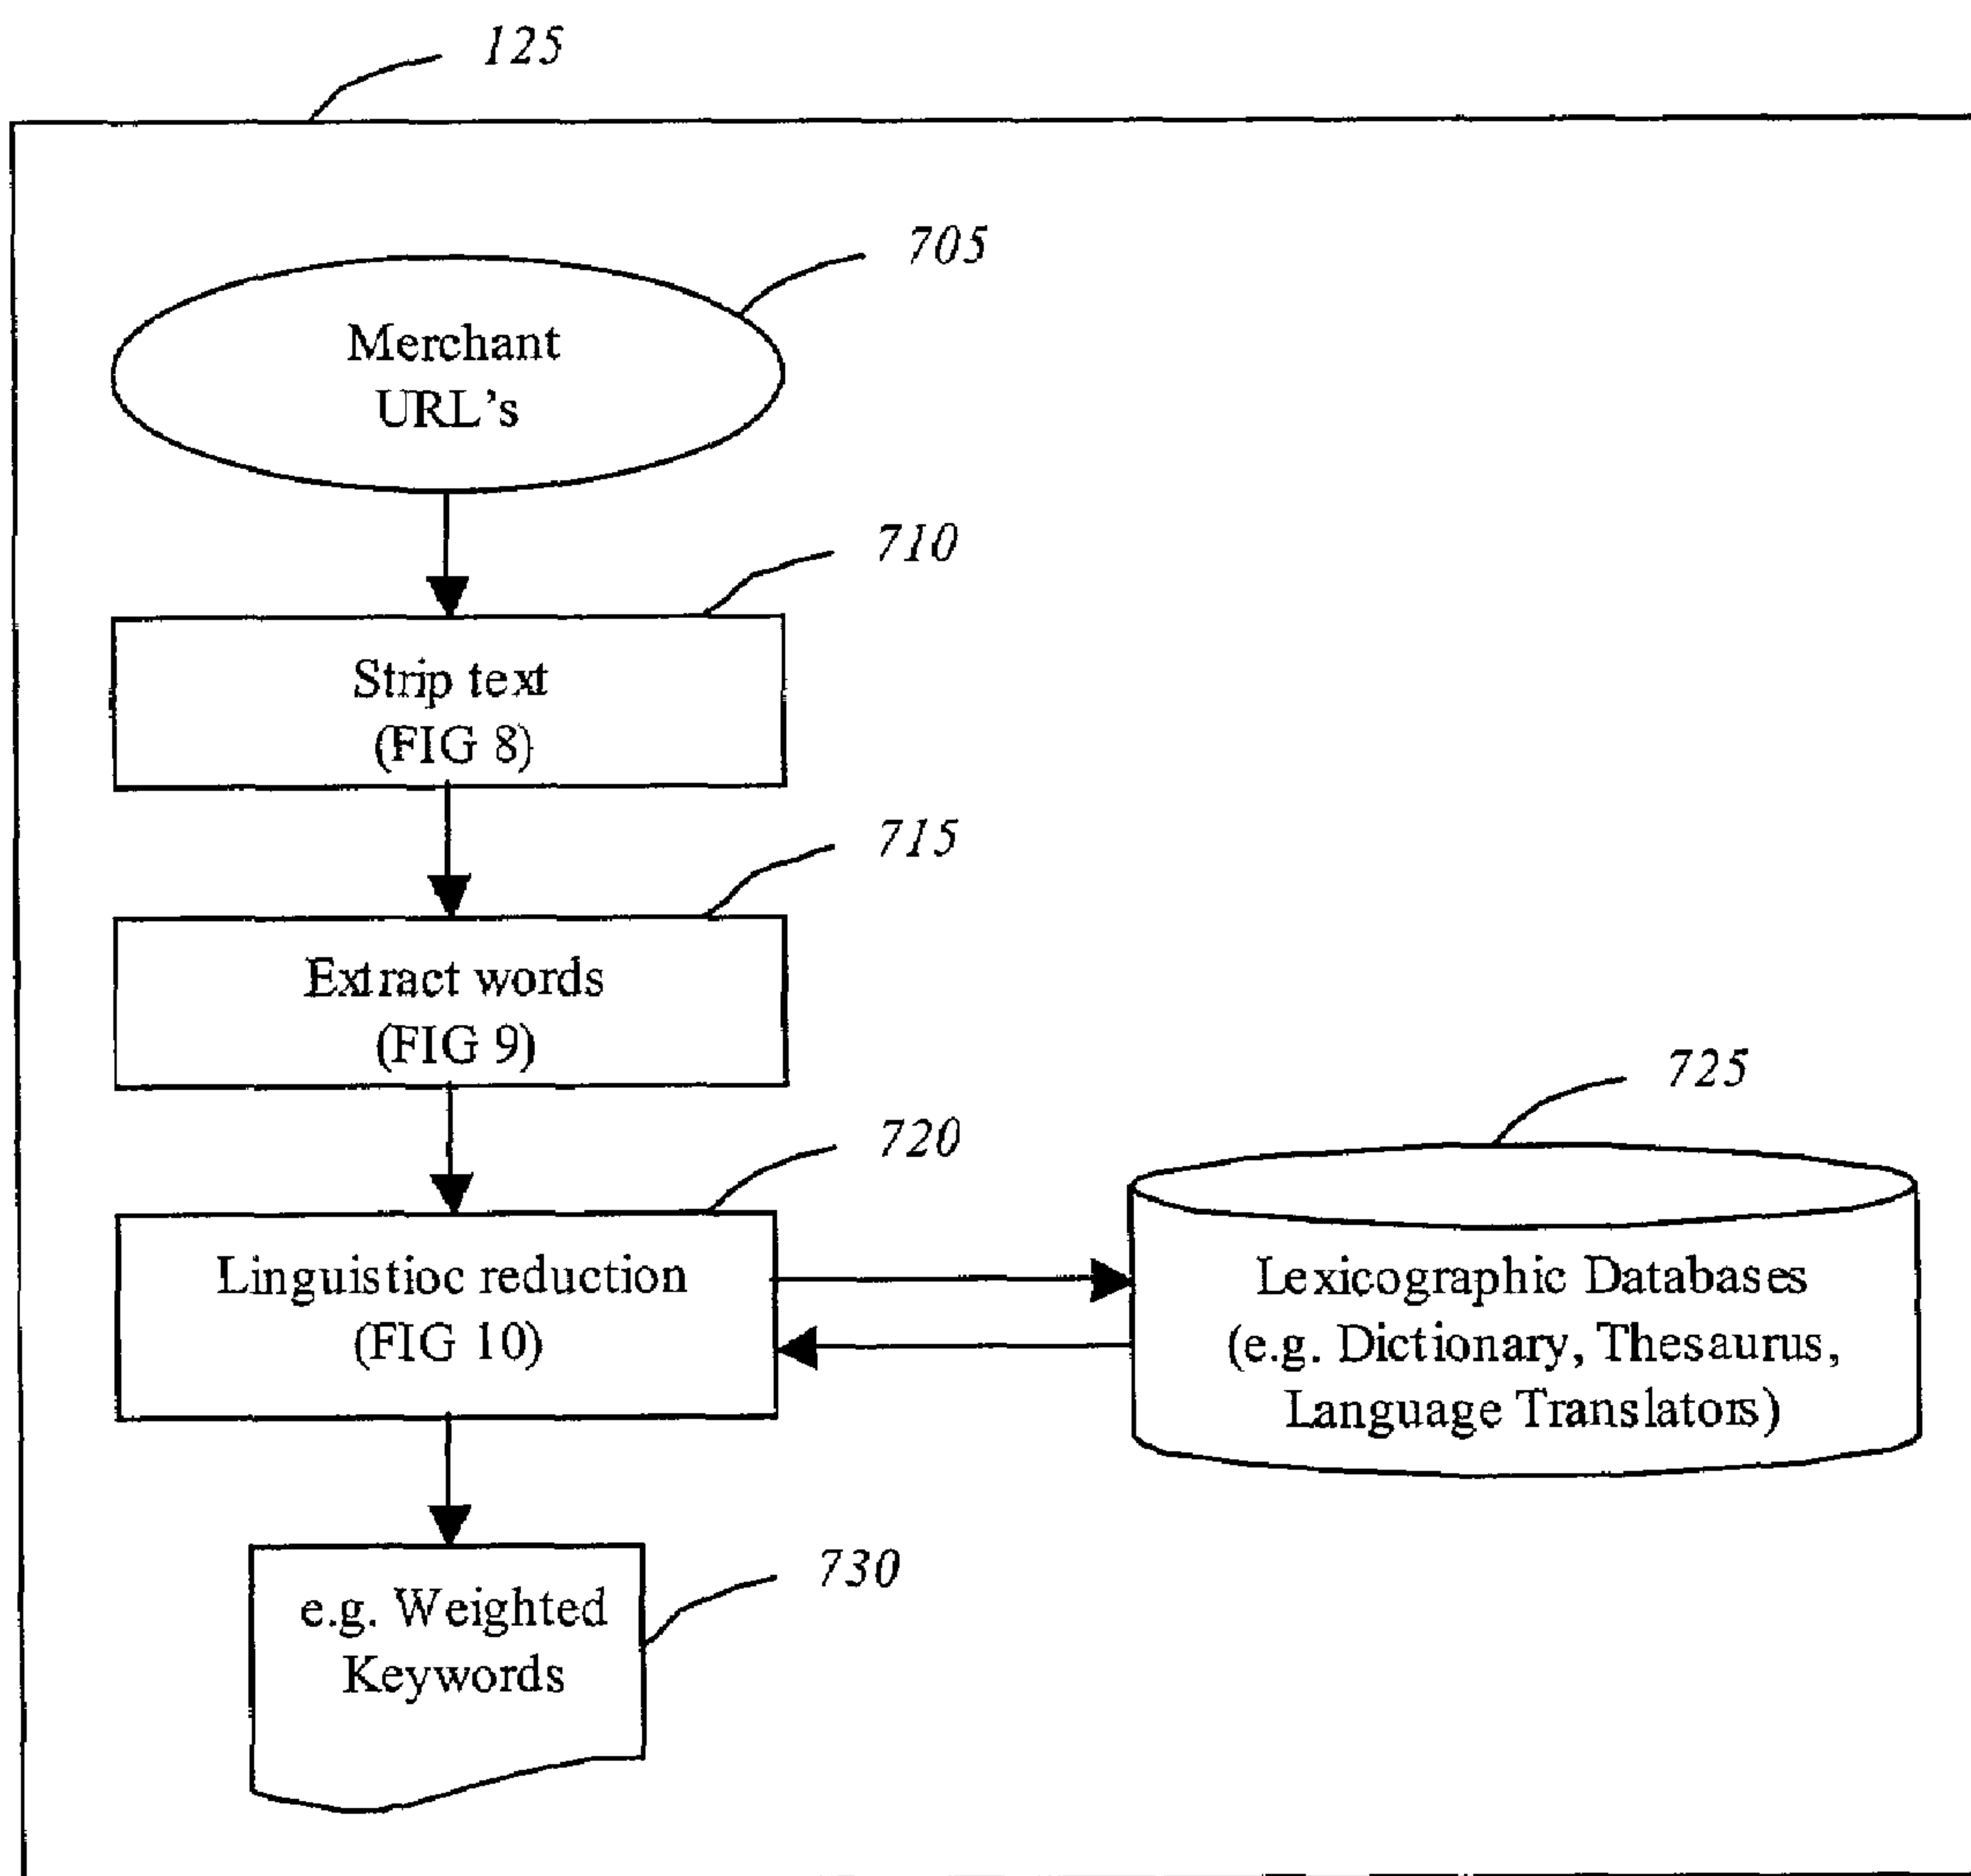 125
705
Merchant
URL's
710
Strip text
(FIG 8)
715
Extract words
(FIG 9)
720
Linguistioc reduction
(FIG 10)
725
Lexicographic Databases
(e.g. Dictionary, Thesaurus,
Language Translators)
730
e.g. Weighted
Keywords